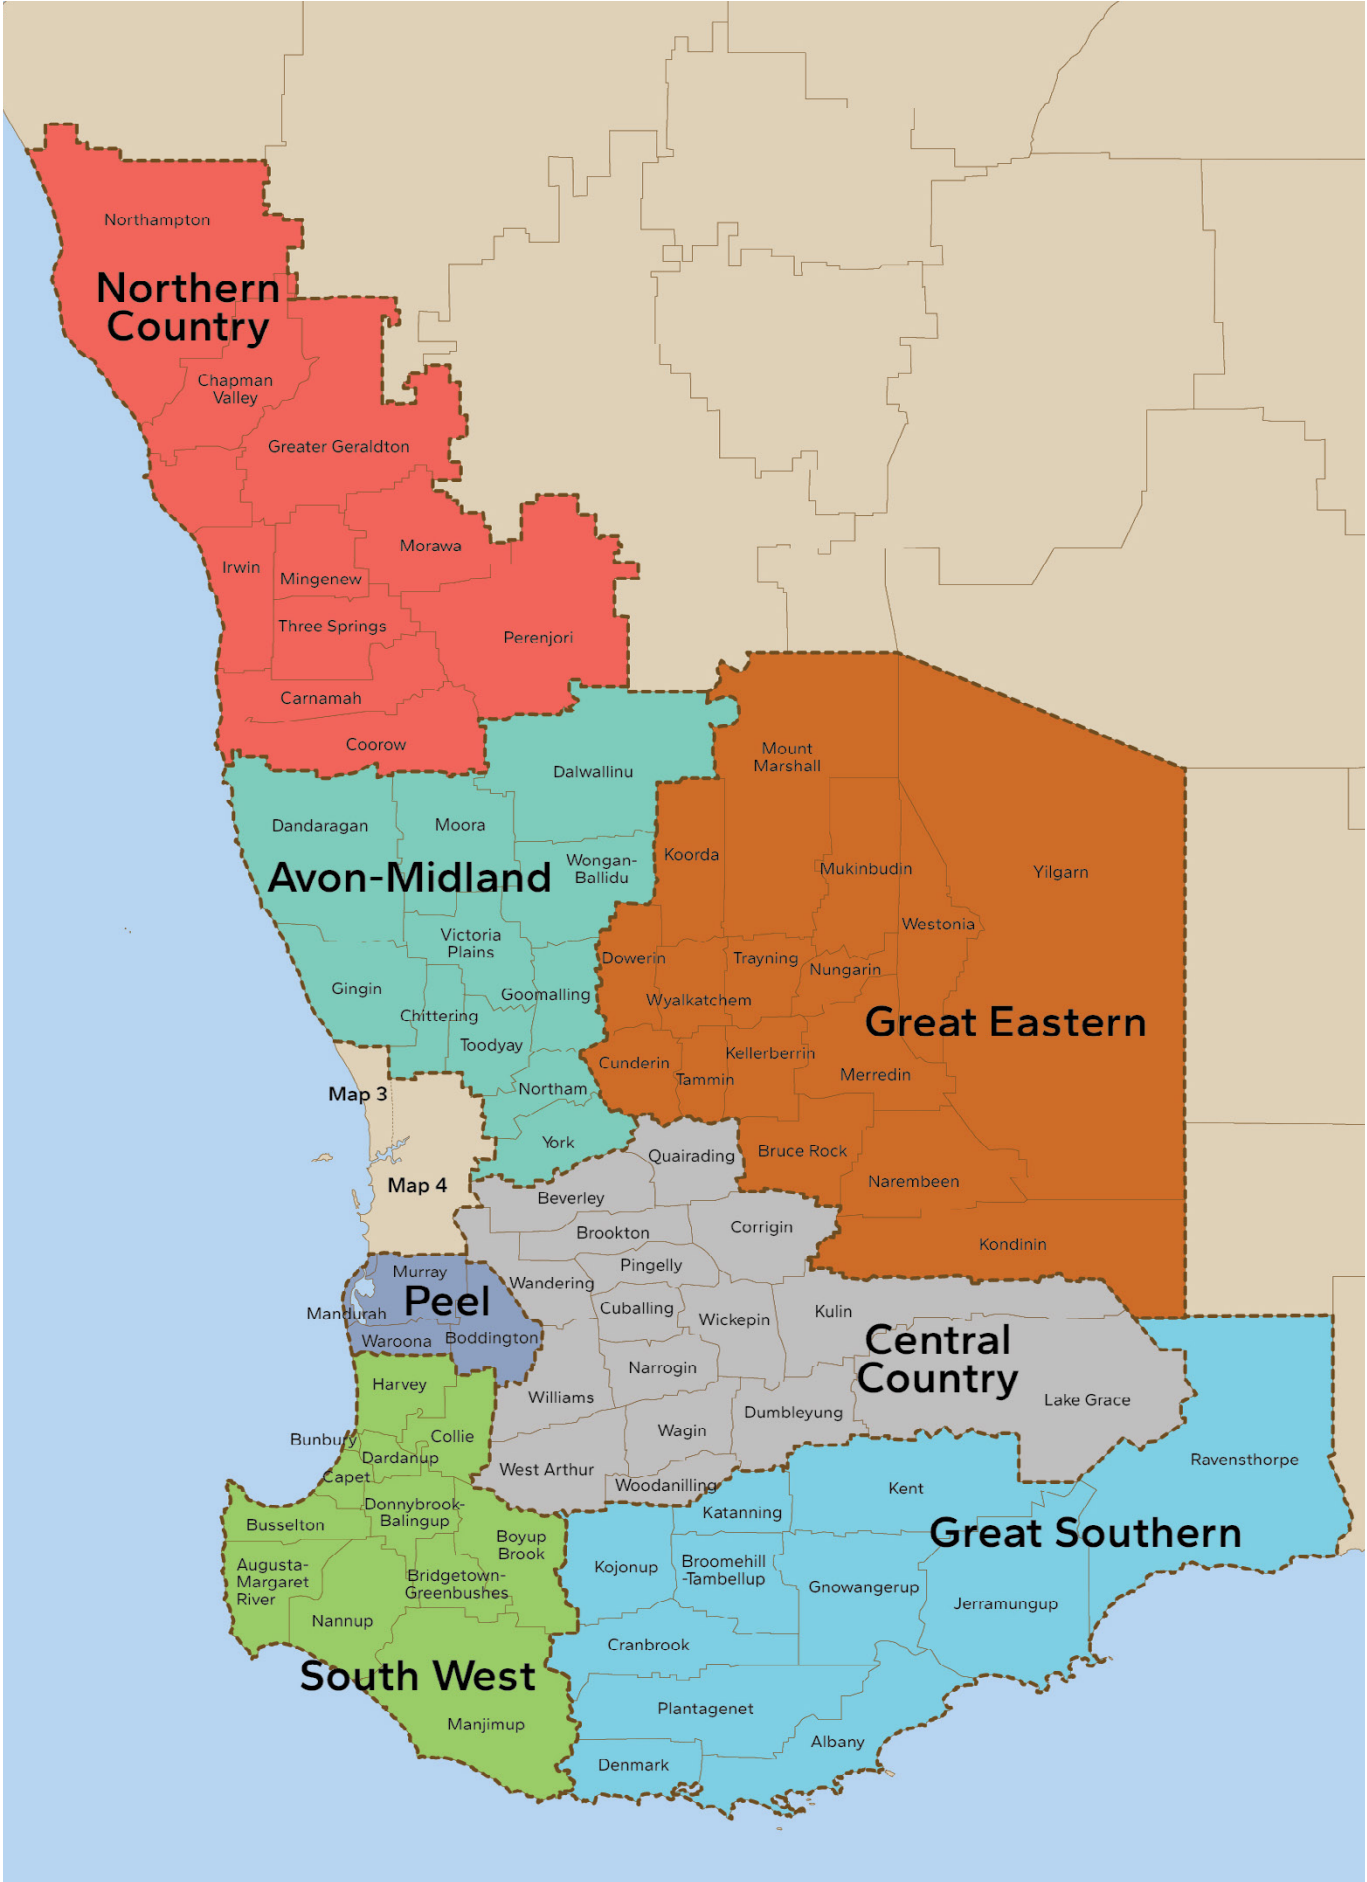 Northampton
Northern
Country
Chapman
Valley
Greater Geraldton
Morawa
Irwin
Mingenew
Three Springs
Perenjori
Carnamah
Coorow
Mount
Marshall
Dalwallinu
Dandaragan
Moora
Koorda
Wongan-
Ballidu
Mukinbudin
Yilgarn
Avon-Midland
Westonia
Victoria
Plains
Dowerin
Trayning
Nungarin
Gingin
Goomalling
Wyalkatchem
Chittering
Great Eastern
Toodyay
Cunderin
Kellerberrin
Tammin
Merredin
Map 3
Northam
York
Quairading
Bruce Rock
Map 4
Narembeen
Beverley
Brookton
Corrigin
Kondinin
Pingelly
Murray
Wandering
Peel
Mandurah
Cuballing
Wickepin
Kulin
Waroona
Boddington
Central
Country
Narrogin
Harvey
Williams
Lake Grace
Dumbleyung
Wagin
Bunbury
Collie
Dardanup
Capet
West Arthur
Woodanilling
Ravensthorpe
Kent
Donnybrook-
Balingup
Katanning
Busselton
Great Southern
Boyup
Brook
Augusta-
Margaret
River
Bridgetown-
Greenbushes
Kojonup
Broomehill
-Tambellup
Gnowangerup
Jerramungup
Nannup
Cranbrook
South West
Plantagenet
Manjimup
Albany
Denmark